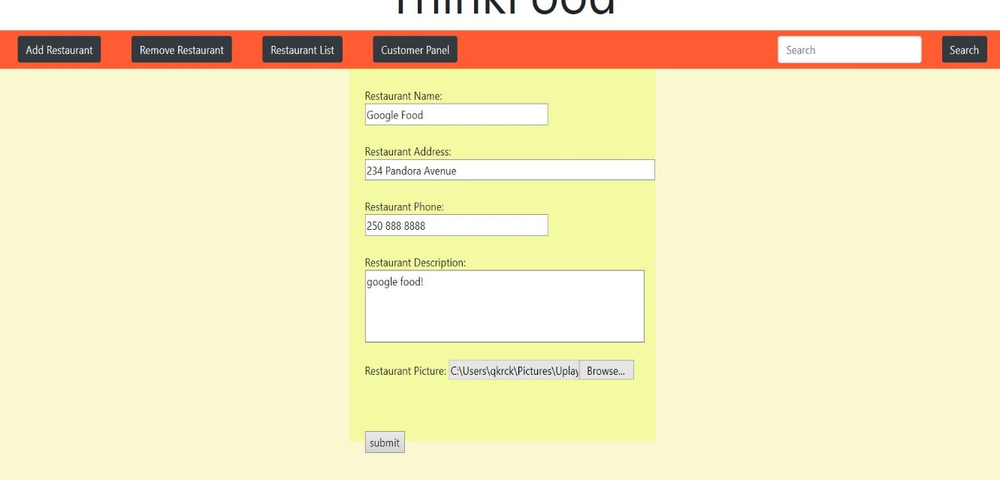 ThinkFood
Add Restaurant Remove Restaurant Restaurant List Customer Panel Search Search
Restaurant Name:
Google Food
Restaurant Address:
234 Pandora Avenue
Restaurant Phone:
250 888 8888
Restaurant Description:
google food!
Restaurant Picture: C:\Users\qkrck\Pictures\Uplay Browse...
submit